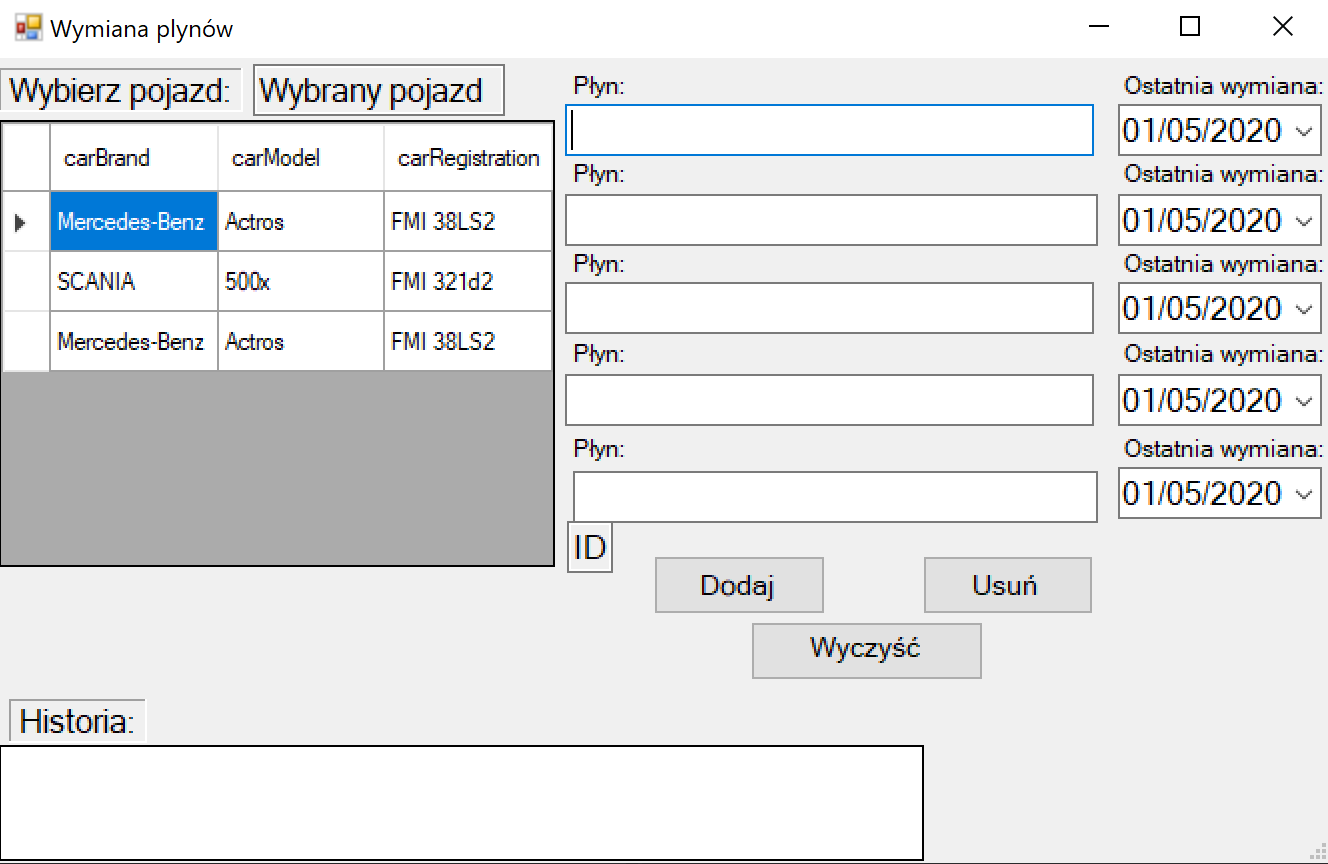 Wymiana plynów
Wybierz pojazd: Wybrany pojazd
carBrand carModel carRegistration
Mercedes-Benz Actros FMI 38LS2
SCANIA 500x FMI 321d2
Mercedes-Benz Actros FMI 38LS2
Płyn: Ostatnia wymiana:
01/05/2020
Płyn: Ostatnia wymiana:
01/05/2020
Płyn: Ostatnia wymiana:
01/05/2020
Płyn: Ostatnia wymiana:
01/05/2020
Płyn: Ostatnia wymiana:
01/05/2020
ID
Dodaj Usuń
Wyczyść
Historia: